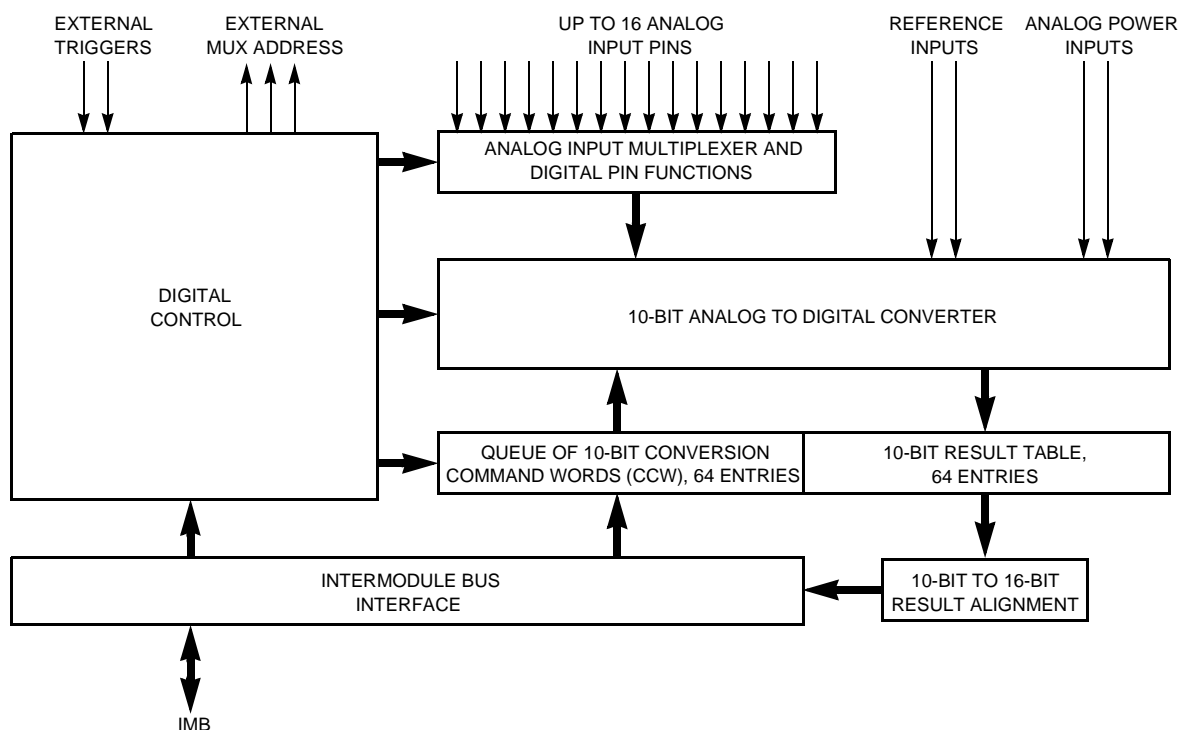 EXTERNAL
TRIGGERS
EXTERNAL
MUX ADDRESS
UP TO 16 ANALOG
INPUT PINS
REFERENCE
INPUTS
ANALOG POWER
INPUTS
ANALOG INPUT MULTIPLEXER AND
DIGITAL PIN FUNCTIONS
DIGITAL
CONTROL
10-BIT ANALOG TO DIGITAL CONVERTER
QUEUE OF 10-BIT CONVERSION
COMMAND WORDS (CCW), 64 ENTRIES
10-BIT RESULT TABLE,
64 ENTRIES
INTERMODULE BUS
INTERFACE
10-BIT TO 16-BIT
RESULT ALIGNMENT
IMB